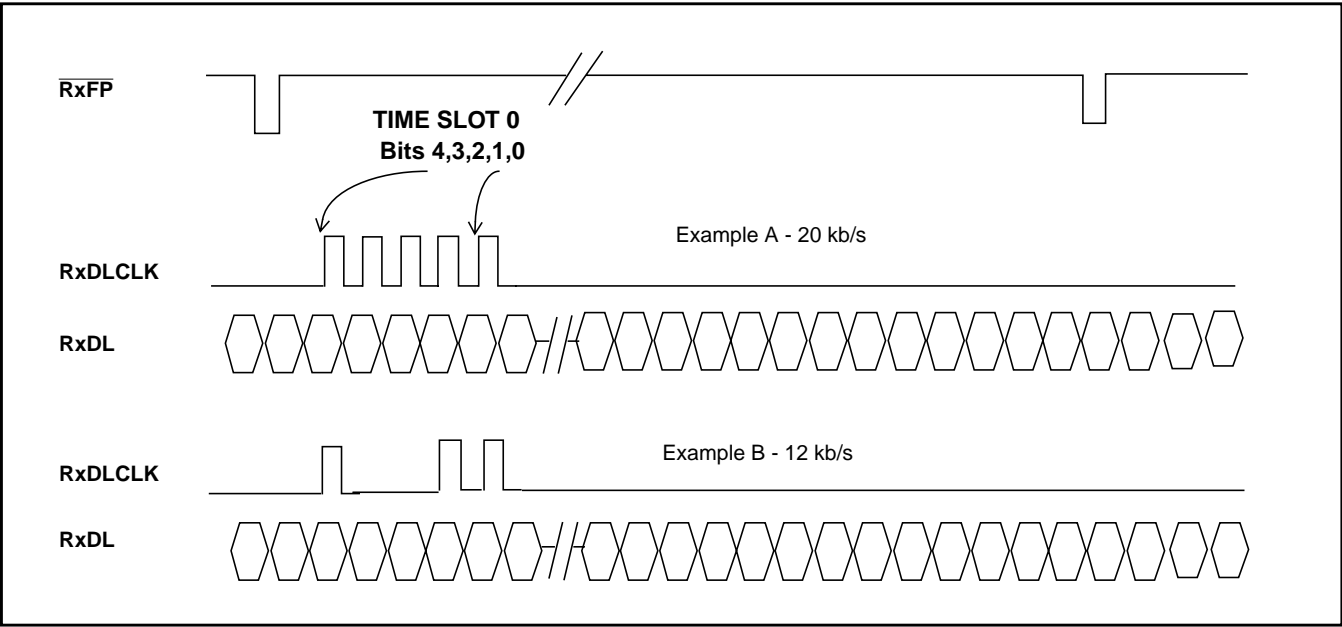 RxFP
TIME SLOT 0
Bits 4,3,2,1,0
Example A - 20 kb/s
RxDLCLK
RxDL
Example B - 12 kb/s
RxDLCLK
RxDL